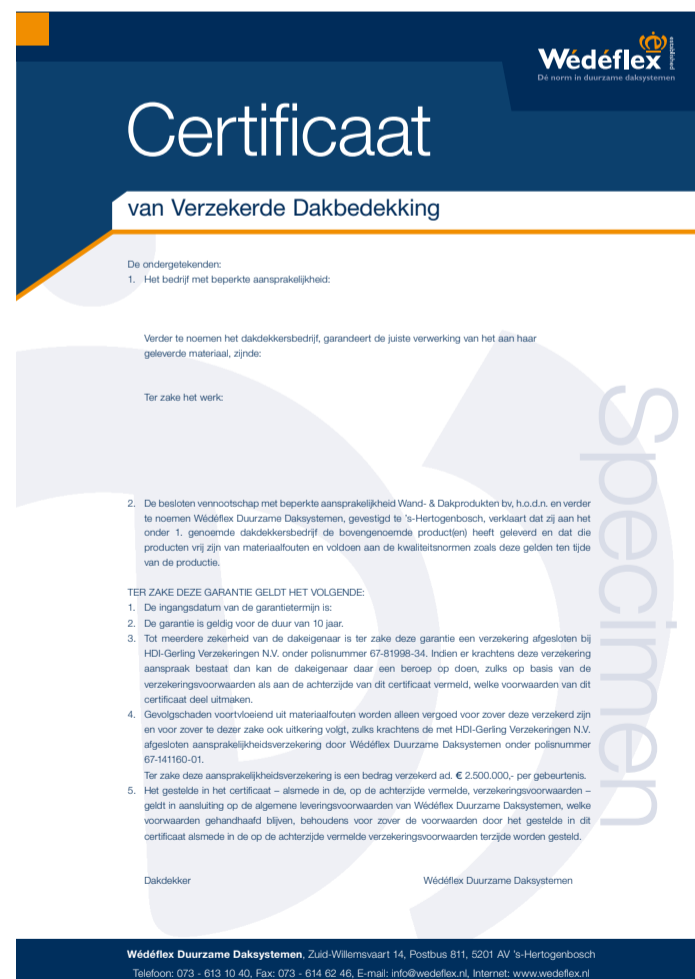 established
Wédéflex
Dé norm in duurzame daksystemen
Certificaat
van Verzekerde Dakbedekking
De ondergetekenden:
1. Het bedrijf met beperkte aansprakelijkheid:
Verder te noemen het dakdekkersbedrijf, garandeert de juiste verwerking van het aan haar
geleverde materiaal, zijnde:
Ter zake het werk:
Specimen
2. De besloten vennootschap met beperkte aansprakelijkheid Wand- & Dakprodukten bv, h.o.d.n. en verder
te noemen Wédéflex Duurzame Daksystemen, gevestigd te 's-Hertogenbosch, verklaart dat zij aan het
onder 1. genoemde dakdekkersbedrijf de bovengenoemde product(en) heeft geleverd en dat die
producten vrij zijn van materiaalfouten en voldoen aan de kwaliteitsnormen zoals deze gelden ten tijde
van de productie.
TER ZAKE DEZE GARANTIE GELDT HET VOLGENDE:
1. De ingangsdatum van de garantietermijn is:
2. De garantie is geldig voor de duur van 10 jaar.
3. Tot meerdere zekerheid van de dakeigenaar is ter zake deze garantie een verzekering afgesloten bij
HDI-Gerling Verzekeringen N.V. onder polisnummer 67-81998-34. Indien er krachtens deze verzekering
aanspraak bestaat dan kan de dakeigenaar daar een beroep op doen, zulks op basis van de
verzekeringsvoorwaarden als aan de achterzijde van dit certificaat vermeld, welke voorwaarden van dit
certificaat deel uitmaken.
4. Gevolgschaden voortvloeiend uit materiaalfouten worden alleen vergoed voor zover deze verzekerd zijn
en voor zover te dezer zake ook uitkering volgt, zulks krachtens de met HDI-Gerling Verzekeringen N.V.
afgesloten aansprakelijkheidsverzekering door Wédéflex Duurzame Daksystemen onder polisnummer
67-141160-01.
Ter zake deze aansprakelijkheidsverzekering is een bedrag verzekerd ad. € 2.500.000,- per gebeurtenis.
5. Het gestelde in het certificaat – alsmede in de, op de achterzijde vermelde, verzekeringsvoorwaarden –
geldt in aansluiting op de algemene leveringsvoorwaarden van Wédéflex Duurzame Daksystemen, welke
voorwaarden gehandhaafd blijven, behoudens voor zover de voorwaarden door het gestelde in dit
certificaat alsmede in de op de achterzijde vermelde verzekeringsvoorwaarden terzijde worden gesteld.
Dakdekker Wédéflex Duurzame Daksystemen
Wédéflex Duurzame Daksystemen, Zuid-Willemsvaart 14, Postbus 811, 5201 AV 's-Hertogenbosch
Telefoon: 073 - 613 10 40, Fax: 073 - 614 62 46, E-mail: info@wedeflex.nl, Internet: www.wedeflex.nl